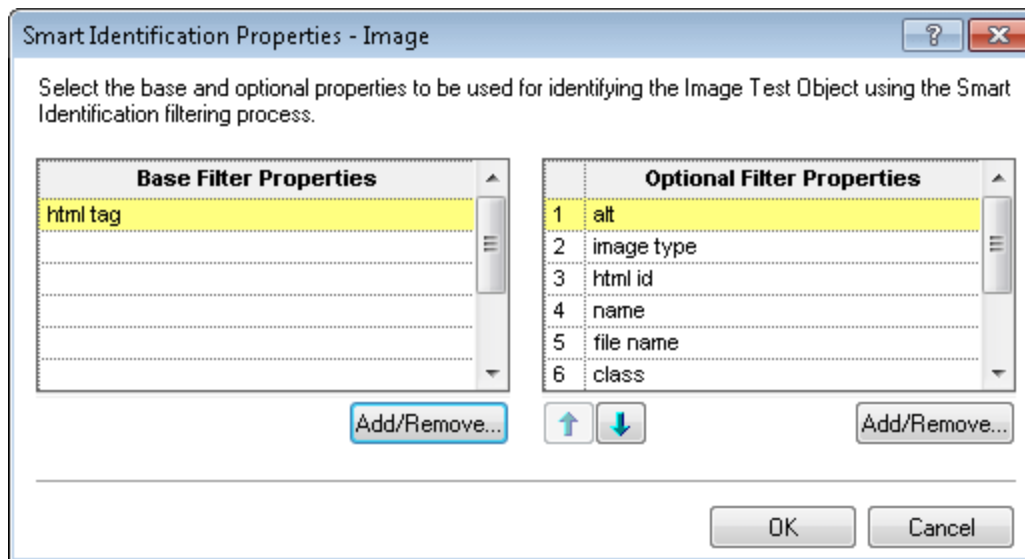 Smart Identification Properties - Image
?
Select the base and optional properties to be used for identifying the Image Test Object using the Smart
Identification filtering process.
Base Filter Properties
html tag
Add/Remove...
Optional Filter Properties
1 alt
2 image type
3 html id
4 name
5 file name
6 class
Add/Remove...
OK
Cancel